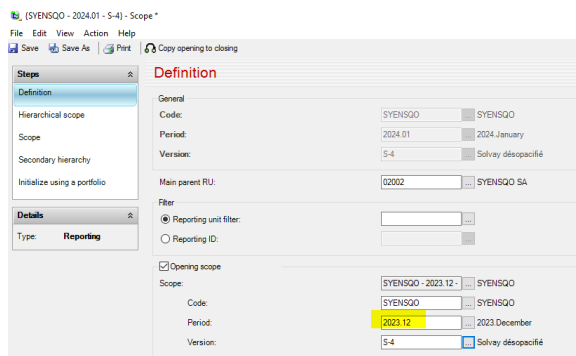 (SYENSQO - 2024.01 - S-4) - Scope *
File Edit View Action Help
Save Save As Print Copy opening to closing
Steps
Definition
Hierarchical scope
Scope
Secondary hierarchy
Initialize using a portfolio
Details
Type: Reporting
Definition
General
Code: SYENSQO ... SYENSQO
Period: 2024.01 ... 2024.January
Version: S-4 ... Solvay désopacifié
Main parent RU: 02002 ... SYENSQO SA
Filter
Reporting unit filter: ...
Reporting ID: ...
Opening scope
Scope: SYENSQO - 2023.12 - ... SYENSQO
Code: SYENSQO ... SYENSQO
Period: 2023.12 ... 2023.December
Version: S-4 ... Solvay désopacifié